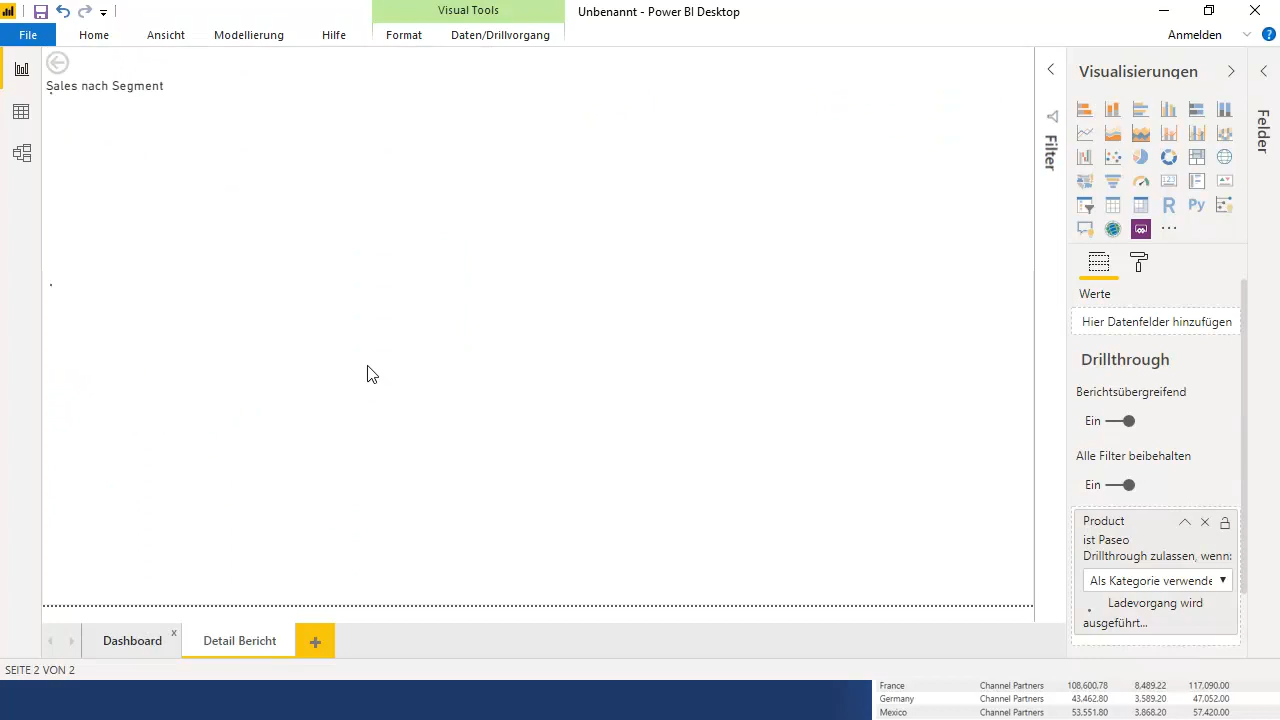 Visual Tools
Unbenannt - Power BI Desktop
File
Home
Ansicht
Modellierung
Hilfe
Format
Daten/Drillvorgang
Anmelden
?
Sales nach Segment
Filter
Visualisierungen
Felder
123
R
Py
Werte
Hier Datenfelder hinzufügen
Drillthrough
Berichtsübergreifend
Ein
Alle Filter beibehalten
Ein
Product
ist Paseo
Drillthrough zulassen, wenn:
Als Kategorie verwende
Ladevorgang wird
ausgeführt...
Dashboard
x
Detail Bericht
+
SEITE 2 VON 2
France Channel Partners 108.600.78 8,489.22 117,090.00
Germany Channel Partners 43.462.80 3.589.20 47,052.00
Mexico Channel Partners 53.551.80 3.868.20 57,420.00